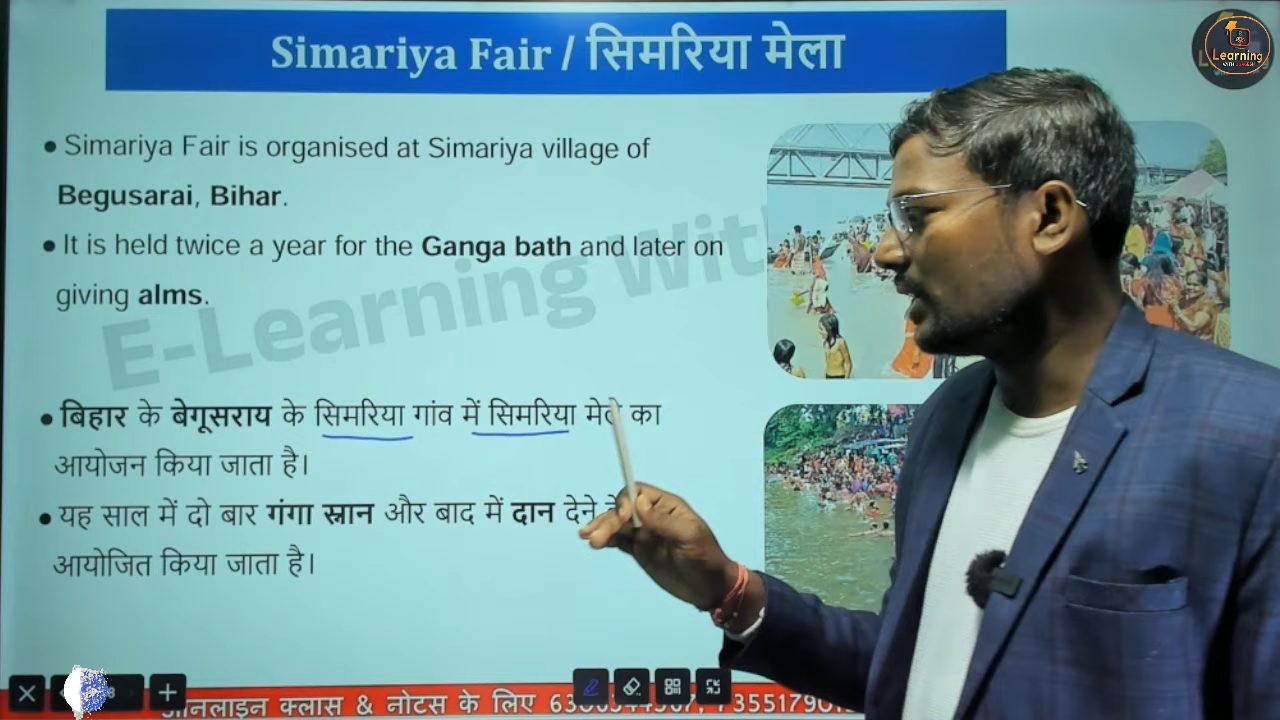 Simariya Fair / सिमरिया मेला
Learning
• Simariya Fair is organised at Simariya village of
Begusarai, Bihar.
• It is held twice a year for the Ganga bath and later on
giving alms.
E-Learning With
• बिहार के बेगूसराय के सिमरिया गांव में सिमरिया मेले का
आयोजन किया जाता है।
• यह साल में दो बार गंगा स्नान और बाद में दान देने
आयोजित किया जाता है।
ऑनलाइन क्लास & नोटस के लिए